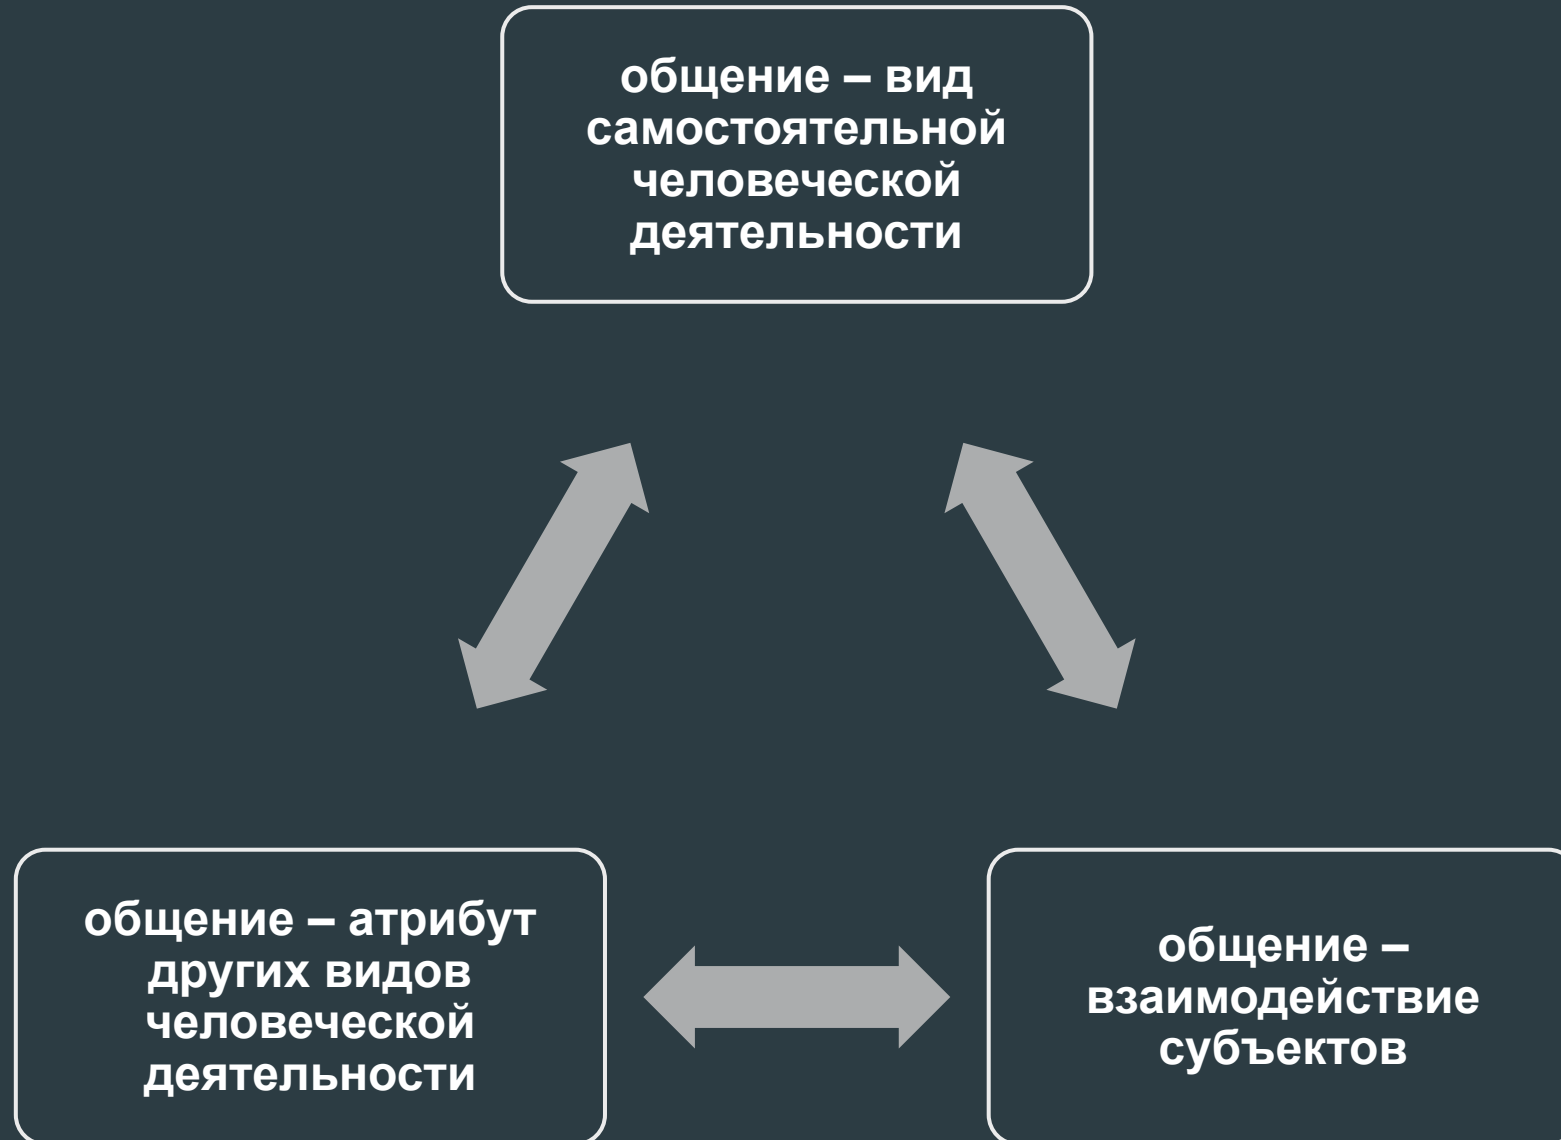 общение – вид
самостоятельной
человеческой
деятельности
общение – атрибут
других видов
человеческой
деятельности
общение –
взаимодействие
субъектов